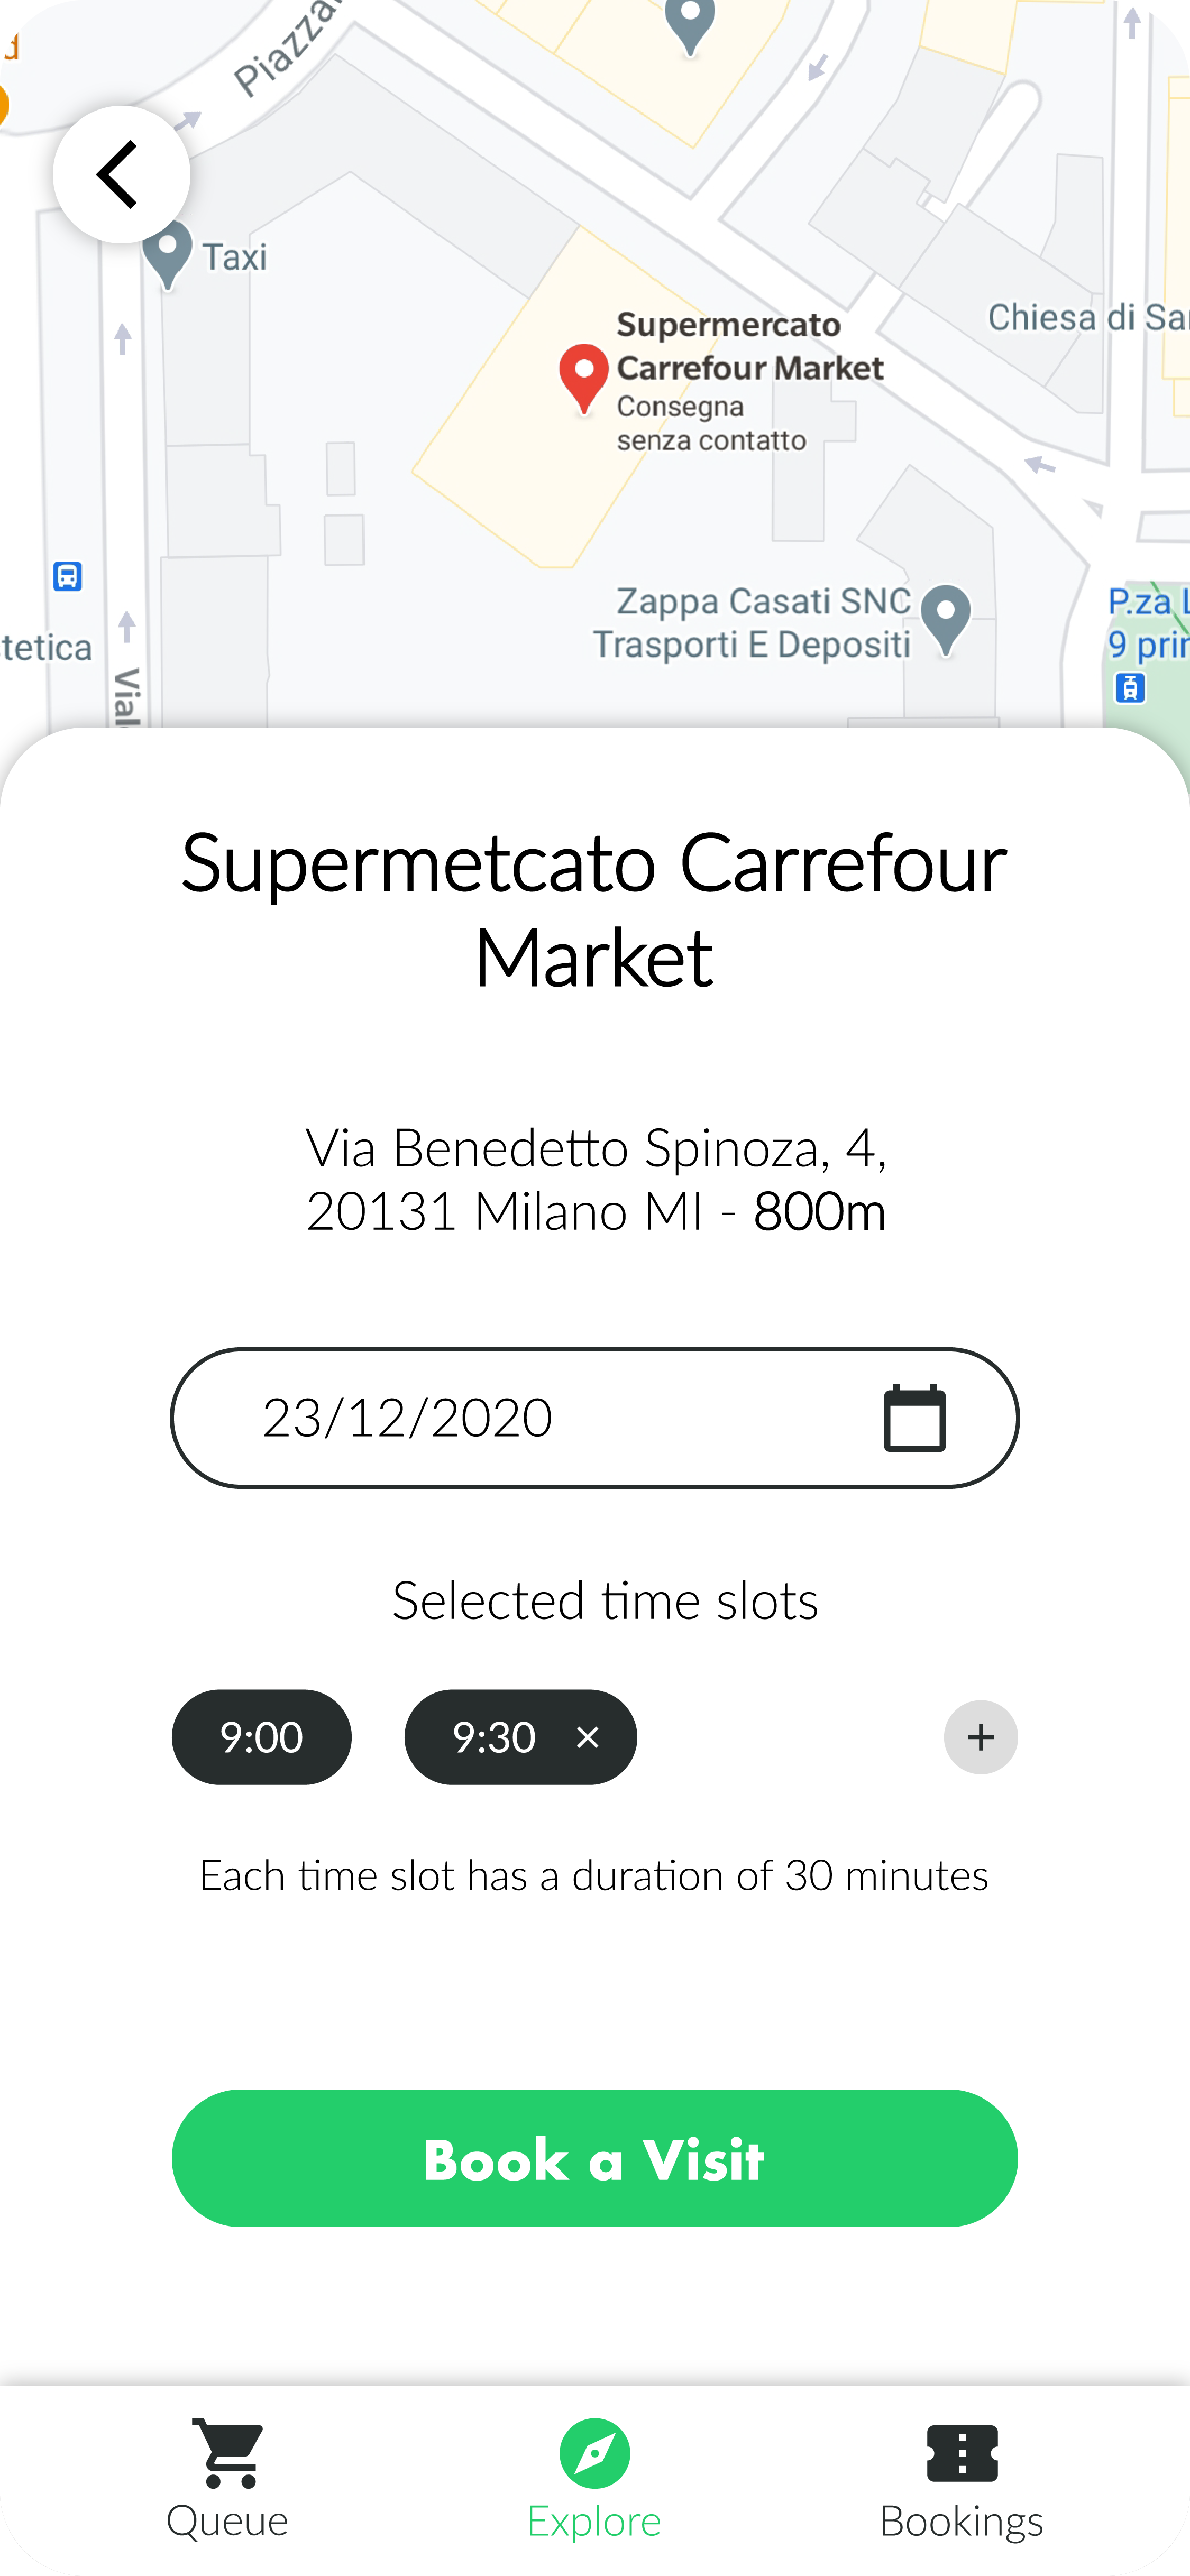 Piazza
Taxi
Supermercato
Carrefour Market
Consegna
senza contatto
Chiesa di Sa
Zappa Casati SNC
Trasporti E Depositi
P.za L
9 prir
tetica
Vial
Supermetcato Carrefour
Market
Via Benedetto Spinoza, 4,
20131 Milano MI - 800m
23/12/2020
Selected time slots
9:00
9:30 ×
+
Each time slot has a duration of 30 minutes
Book a Visit
Queue
Explore
Bookings